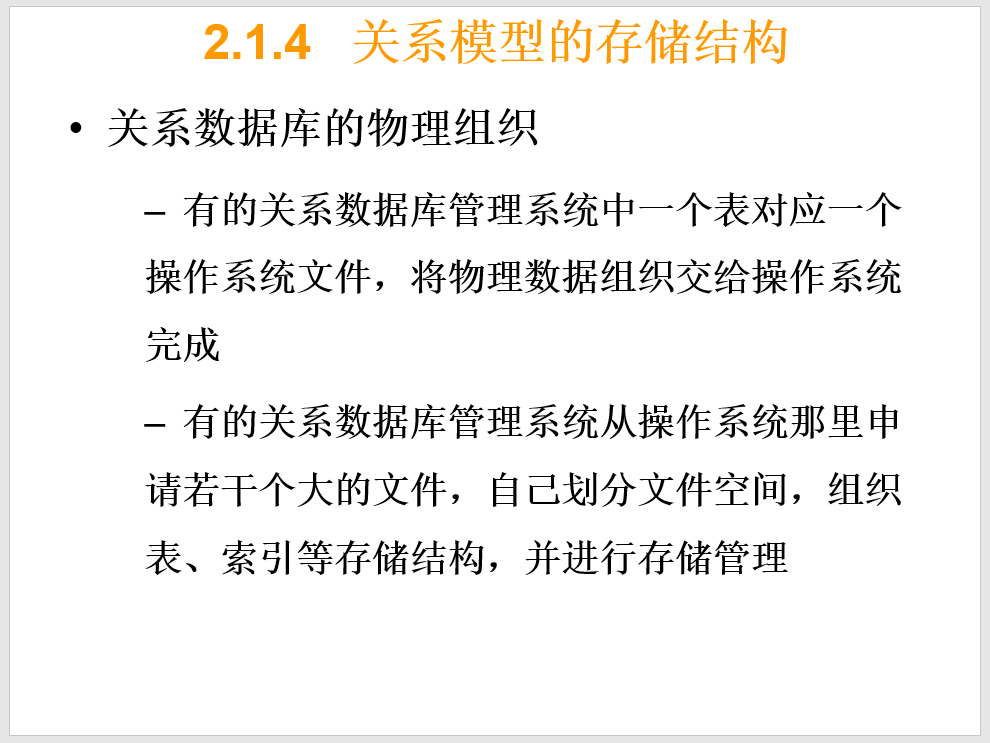 2.1.4 关系模型的存储结构
• 关系数据库的物理组织
– 有的关系数据库管理系统中一个表对应一个
操作系统文件，将物理数据组织交给操作系统
完成
– 有的关系数据库管理系统从操作系统那里申
请若干个大的文件，自己划分文件空间，组织
表、索引等存储结构，并进行存储管理